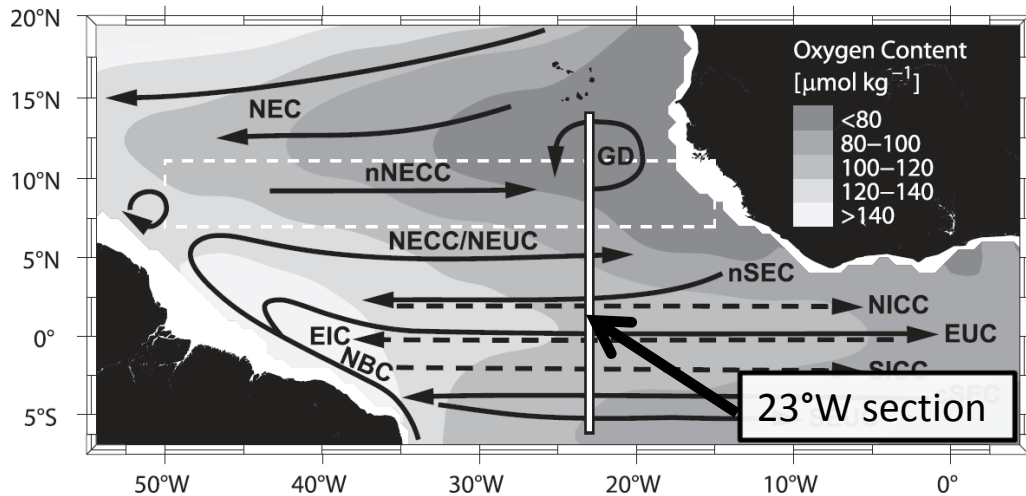 20°N
15°N
10°N
5°N
0°
5°S
50°W
40°W
30°W
20°W
10°W
0°
Oxygen Content
[μmol kg⁻¹]
<80
80–100
100–120
120–140
>140
NEC
GD
nNECC
NECC/NEUC
nSEC
NICC
EIC
EUC
NBC
SICC
23°W section